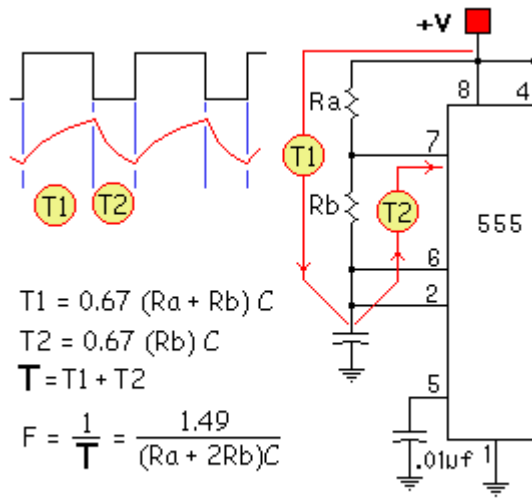 +V
8 4
Ra
7
T1
Rb
T2
555
6
2
5
.01µf
1
T1 T2
T1 = 0.67 (Ra + Rb) C
T2 = 0.67 (Rb) C
T = T1 + T2
F = 1/T = 1.49/(Ra + 2Rb)C